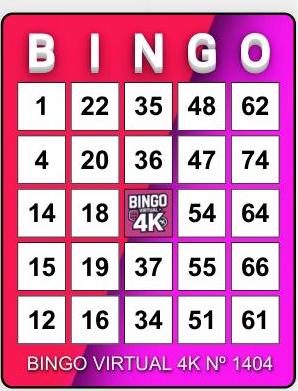 B I N G O
1 22 35 48 62
4 20 36 47 74
14 18 BINGO VIRTUAL 4K 54 64
15 19 37 55 66
12 16 34 51 61
BINGO VIRTUAL 4K Nº 1404